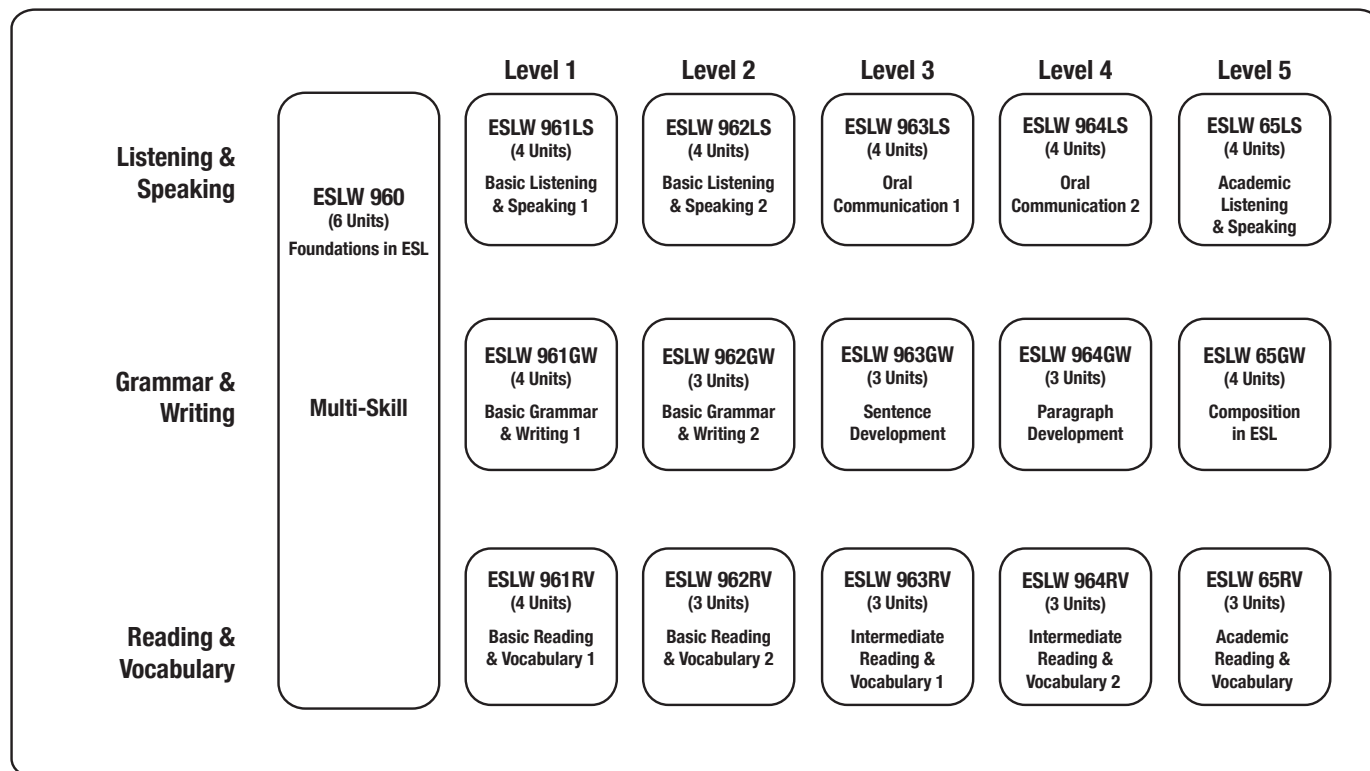 Level 1
Level 2
Level 3
Level 4
Level 5
Listening &
Speaking
ESLW 960
(6 Units)
Foundations in ESL
Multi-Skill
ESLW 961LS
(4 Units)
Basic Listening
& Speaking 1
ESLW 962LS
(4 Units)
Basic Listening
& Speaking 2
ESLW 963LS
(4 Units)
Oral
Communication 1
ESLW 964LS
(4 Units)
Oral
Communication 2
ESLW 65LS
(4 Units)
Academic
Listening
& Speaking
Grammar &
Writing
ESLW 961GW
(4 Units)
Basic Grammar
& Writing 1
ESLW 962GW
(3 Units)
Basic Grammar
& Writing 2
ESLW 963GW
(3 Units)
Sentence
Development
ESLW 964GW
(3 Units)
Paragraph
Development
ESLW 65GW
(4 Units)
Composition
in ESL
Reading &
Vocabulary
ESLW 961RV
(4 Units)
Basic Reading
& Vocabulary 1
ESLW 962RV
(3 Units)
Basic Reading
& Vocabulary 2
ESLW 963RV
(3 Units)
Intermediate
Reading &
Vocabulary 1
ESLW 964RV
(3 Units)
Intermediate
Reading &
Vocabulary 2
ESLW 65RV
(3 Units)
Academic
Reading &
Vocabulary